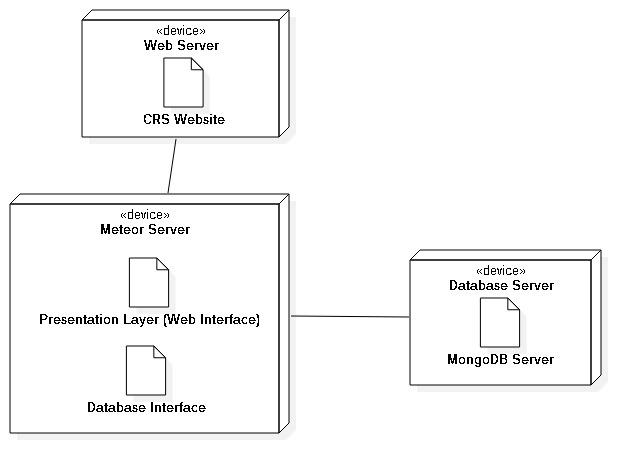 «device»
Web Server
CRS Website
«device»
Meteor Server
Presentation Layer (Web Interface)
Database Interface
«device»
Database Server
MongoDB Server